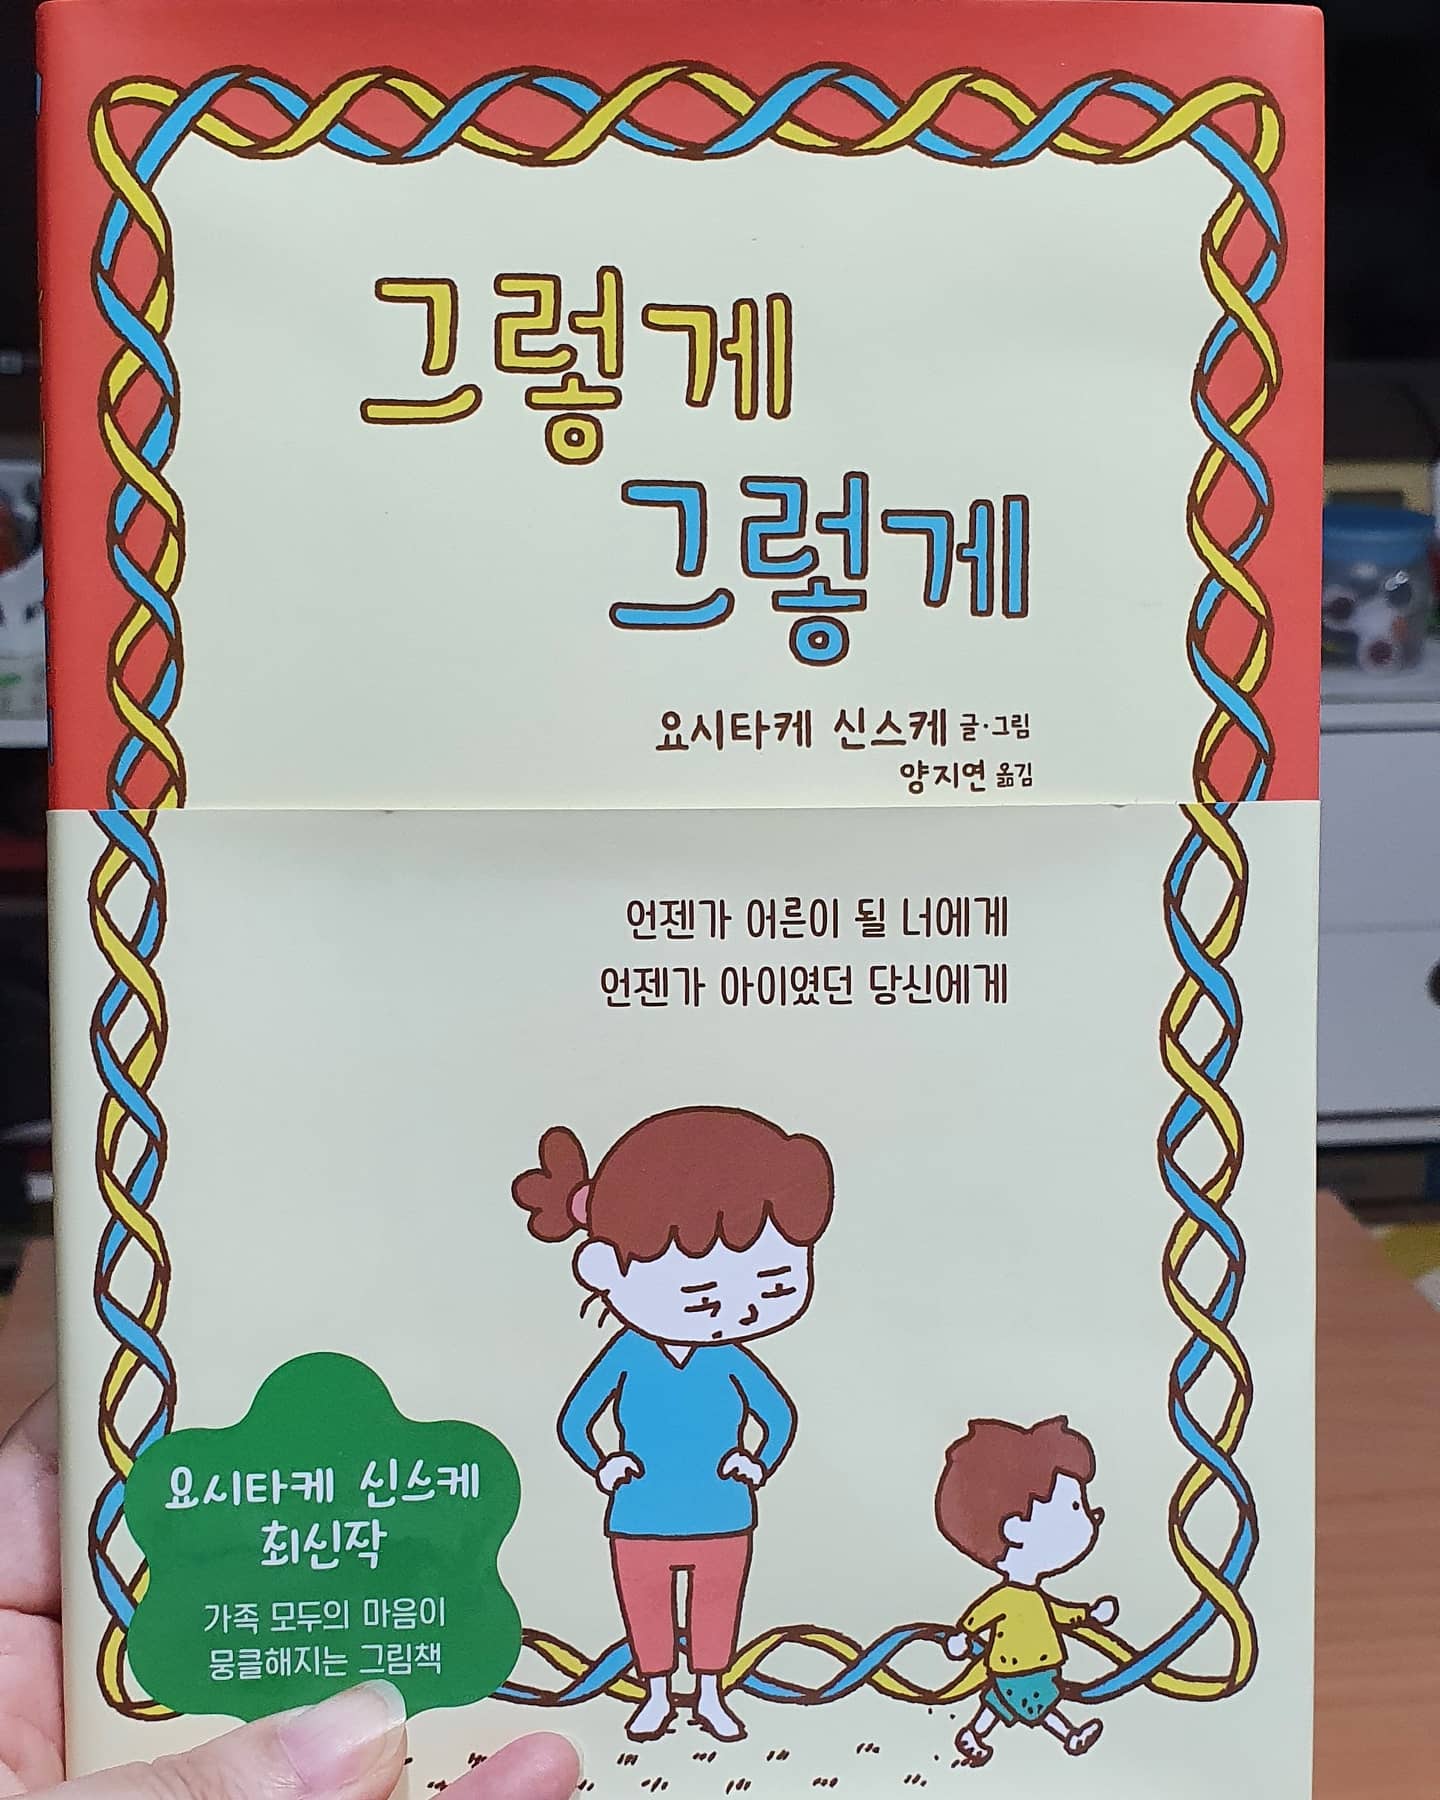 그렇게
그렇게
요시타케 신스케 글·그림
양지연 옮김
언젠가 어른이 될 너에게
언젠가 아이였던 당신에게
요시타케 신스케
최신작
가족 모두의 마음이
뭉클해지는 그림책